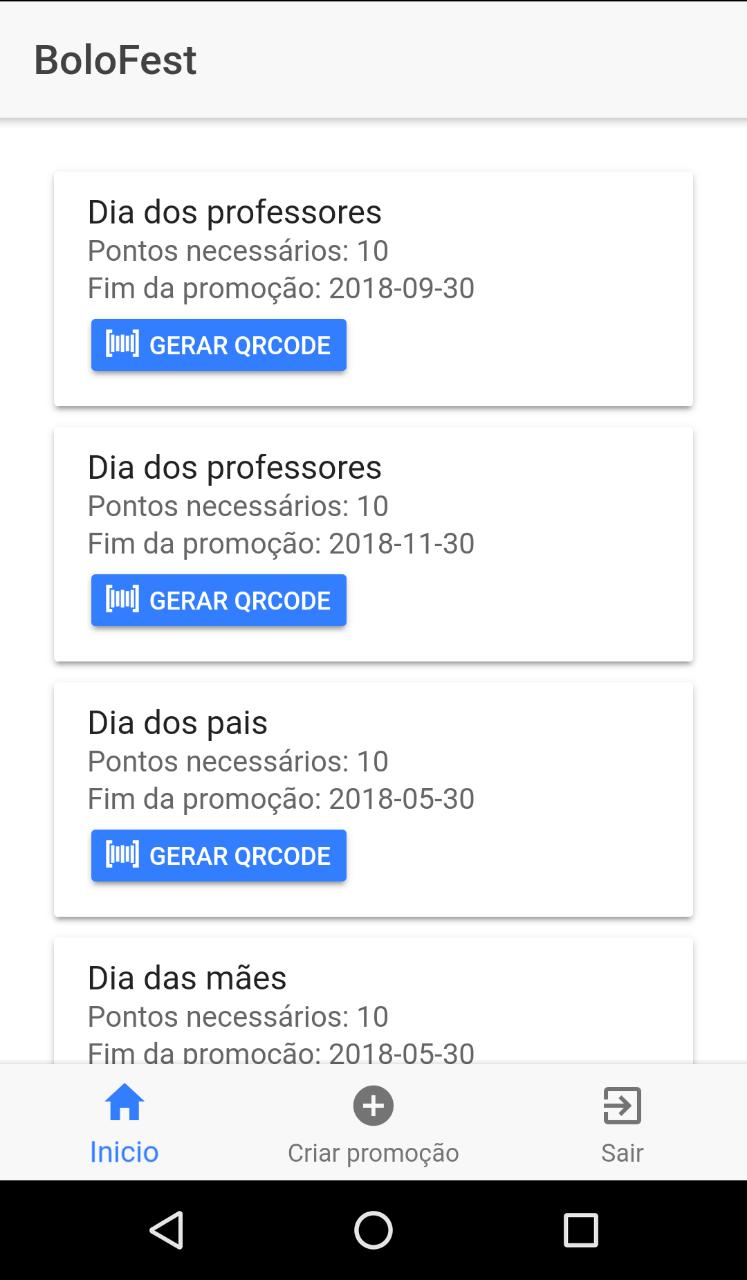 BoloFest
Dia dos professores
Pontos necessários: 10
Fim da promoção: 2018-09-30
GERAR QRCODE
Dia dos professores
Pontos necessários: 10
Fim da promoção: 2018-11-30
GERAR QRCODE
Dia dos pais
Pontos necessários: 10
Fim da promoção: 2018-05-30
GERAR QRCODE
Dia das mães
Pontos necessários: 10
Fim da promoção: 2018-05-30
Inicio
Criar promoção
Sair